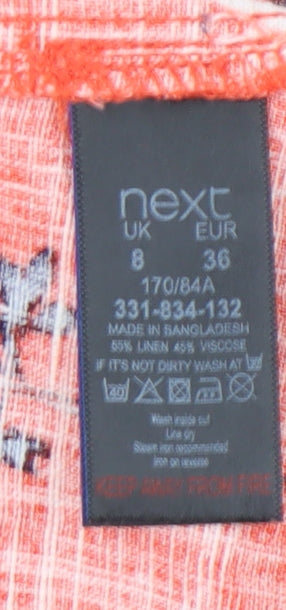 next
UK EUR
8 36
170/84A
331-834-132
MADE IN BANGLADESH
55% LINEN 45% VISCOSE
IF IT'S NOT DIRTY WASH AT
40
Wash inside out
Line dry
Steam iron recommended
Iron on reverse
KEEP AWAY FROM FIRE